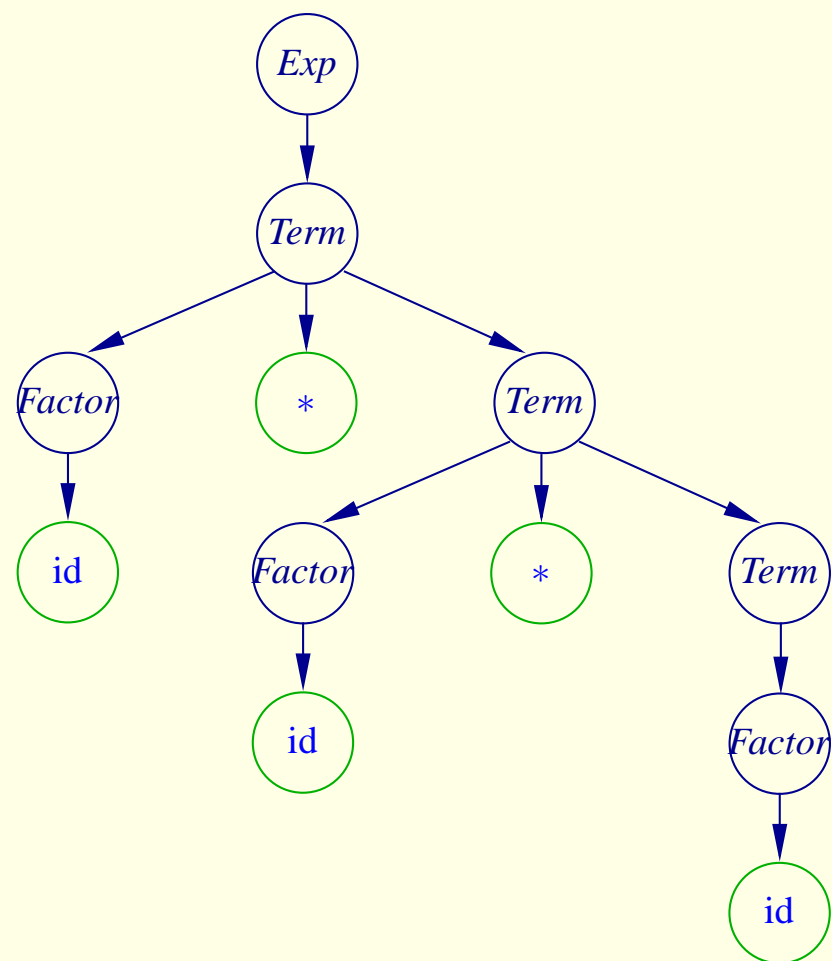 Exp
Term
Factor * Term
id Factor * Term
id Factor
id